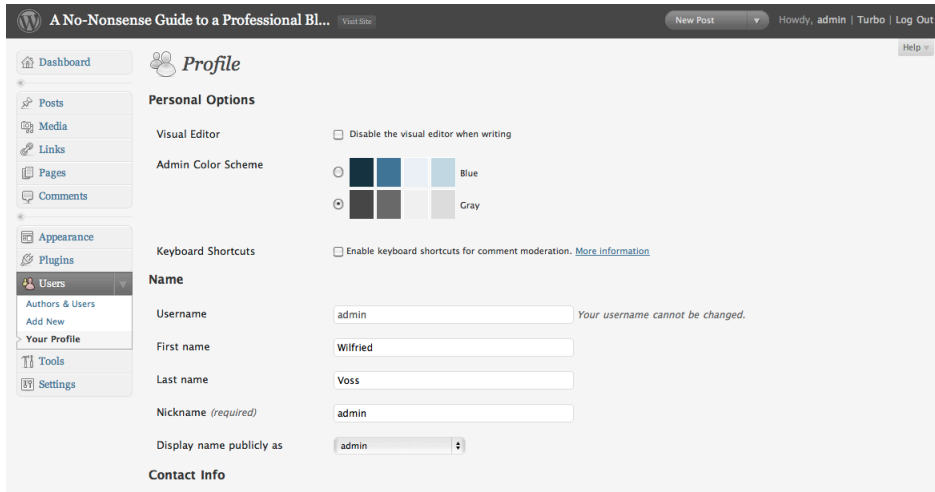 A No-Nonsense Guide to a Professional Bl... Visit Site
New Post
Howdy, admin | Turbo | Log Out
Help
Dashboard
Posts
Media
Links
Pages
Comments
Appearance
Plugins
Users
Authors & Users
Add New
Your Profile
Tools
Settings
Profile
Personal Options
Visual Editor Disable the visual editor when writing
Admin Color Scheme
Blue
Gray
Keyboard Shortcuts Enable keyboard shortcuts for comment moderation. More information
Name
Username admin Your username cannot be changed.
First name Wilfried
Last name Voss
Nickname (required) admin
Display name publicly as admin
Contact Info